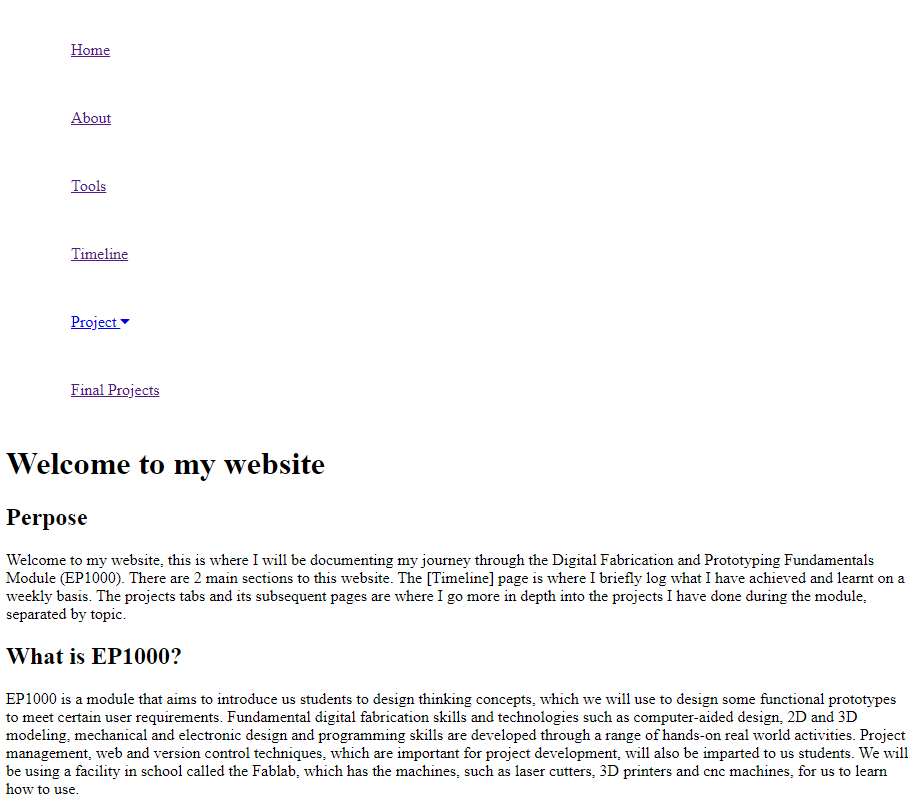 Home
About
Tools
Timeline
Project
Final Projects
Welcome to my website
Perpose
Welcome to my website, this is where I will be documenting my journey through the Digital Fabrication and Prototyping Fundamentals
Module (EP1000). There are 2 main sections to this website. The [Timeline] page is where I briefly log what I have achieved and learnt on a
weekly basis. The projects tabs and its subsequent pages are where I go more in depth into the projects I have done during the module,
separated by topic.
What is EP1000?
EP1000 is a module that aims to introduce us students to design thinking concepts, which we will use to design some functional prototypes
to meet certain user requirements. Fundamental digital fabrication skills and technologies such as computer-aided design, 2D and 3D
modeling, mechanical and electronic design and programming skills are developed through a range of hands-on real world activities. Project
management, web and version control techniques, which are important for project development, will also be imparted to us students. We will
be using a facility in school called the Fablab, which has the machines, such as laser cutters, 3D printers and cnc machines, for us to learn
how to use.